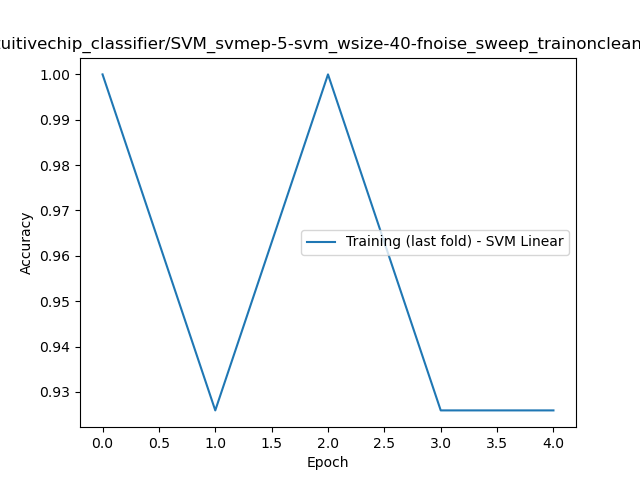 tuitivechip_classifier/SVM_svmep-5-svm_wsize-40-fnoise_sweep_trainonclean
1.00
0.99
0.98
0.97
0.96
0.95
0.94
0.93
Accuracy
Training (last fold) - SVM Linear
0.0 0.5 1.0 1.5 2.0 2.5 3.0 3.5 4.0
Epoch